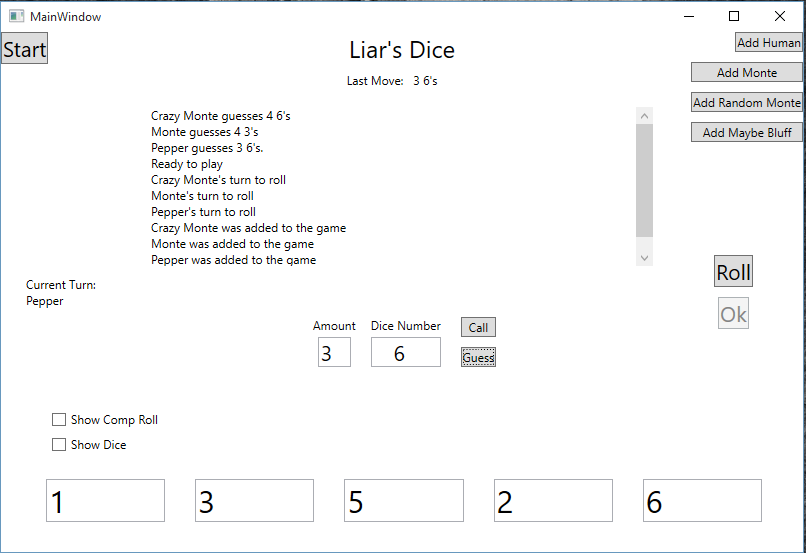 MainWindow
Start
Liar's Dice
Add Human
Last Move: 3 6's
Add Monte
Add Random Monte
Add Maybe Bluff
Crazy Monte guesses 4 6's
Monte guesses 4 3's
Pepper guesses 3 6's.
Ready to play
Crazy Monte's turn to roll
Monte's turn to roll
Pepper's turn to roll
Crazy Monte was added to the game
Monte was added to the game
Pepper was added to the game
Roll
Ok
Current Turn:
Pepper
Amount Dice Number Call
3 6 Guess
Show Comp Roll
Show Dice
1 3 5 2 6